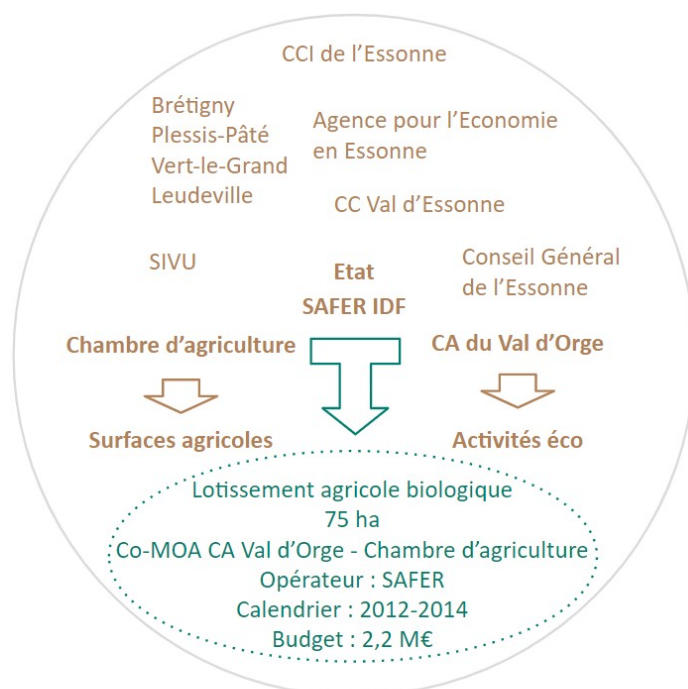 CCI de l'Essonne
Brétigny
Plessis-Pâté
Vert-le-Grand
Leudeville
Agence pour l'Economie
en Essonne
CC Val d'Essonne
SIVU
Etat
SAFER IDF
Conseil Général
de l'Essonne
Chambre d'agriculture
CA du Val d'Orge
Surfaces agricoles
Activités éco
Lotissement agricole biologique
75 ha
Co-MOA CA Val d'Orge - Chambre d'agriculture
Opérateur : SAFER
Calendrier : 2012-2014
Budget : 2,2 M€